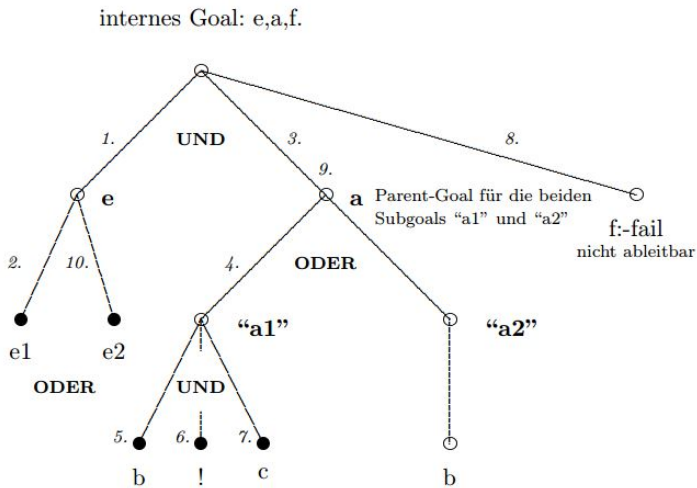 internes Goal: e,a,f.
1.
UND
3.
8.
9.
e
a Parent-Goal für die beiden
Subgoals “a1” und “a2”
f:-fail
nicht ableitbar
2.
10.
4.
ODER
e1
e2
“a1”
“a2”
ODER
UND
5.
6.
7.
b
!
c
b